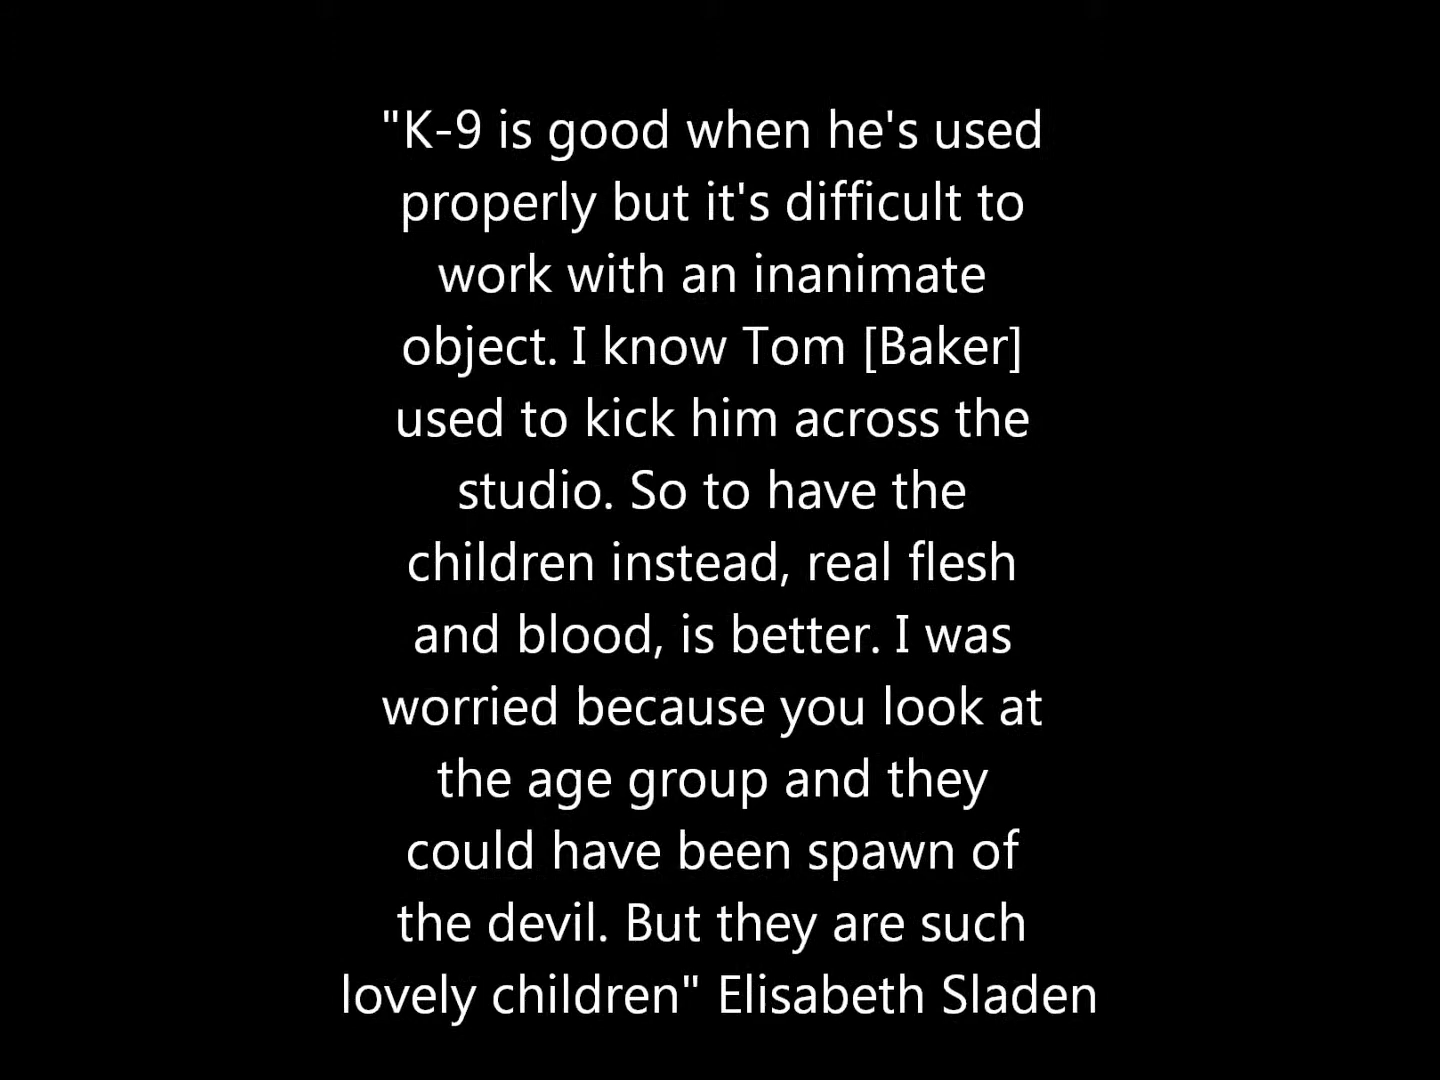 "K-9 is good when he's used
properly but it's difficult to
work with an inanimate
object. I know Tom [Baker]
used to kick him across the
studio. So to have the
children instead, real flesh
and blood, is better. I was
worried because you look at
the age group and they
could have been spawn of
the devil. But they are such
lovely children" Elisabeth Sladen